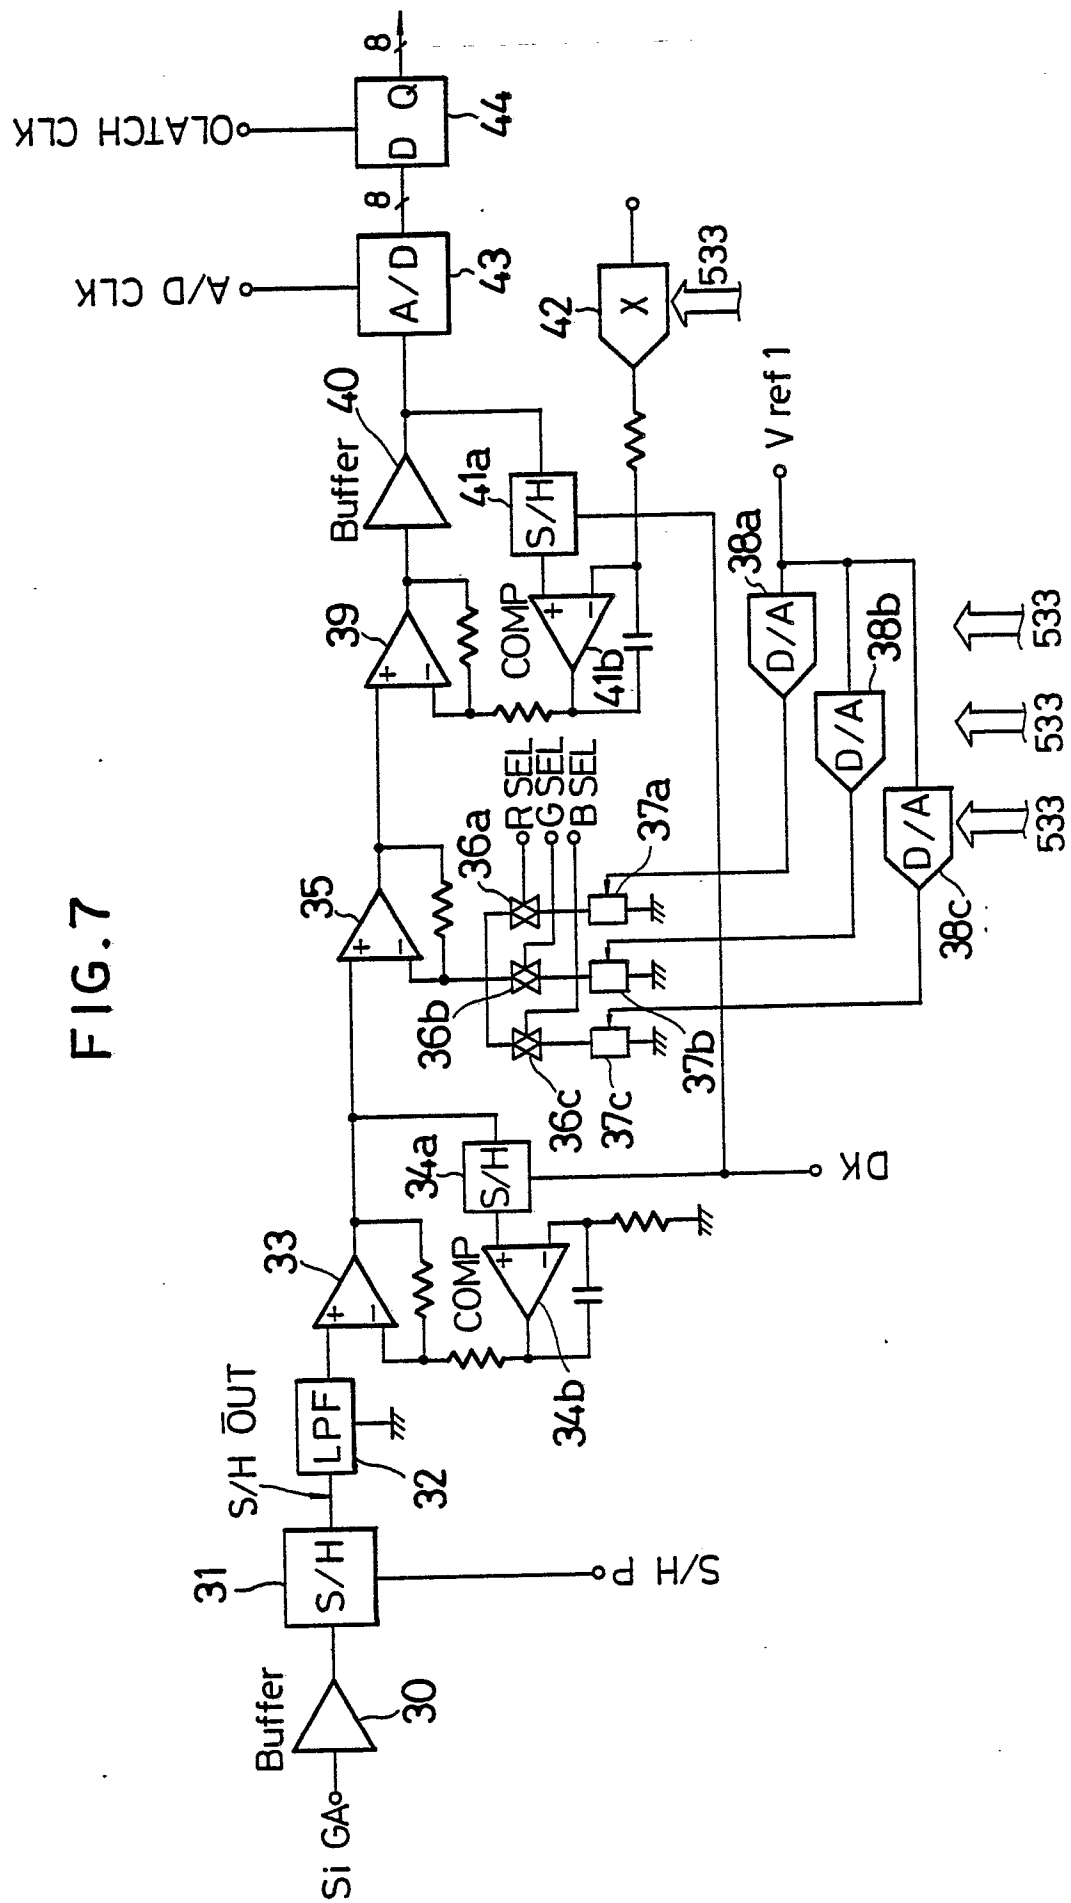 FIG.7
Si GA
Buffer
30
31
S/H
S/H P
S/H OUT
LPF
32
33
+
−
COMP
+
−
34b
34a
S/H
DK
35
+
−
36a
36b
36c
R SEL
G SEL
B SEL
37a
37b
37c
38a
D/A
38b
D/A
38c
D/A
533
533
533
V ref 1
39
+
−
COMP
+
−
41b
41a
S/H
Buffer
40
42
X
533
A/D CLK
A/D
43
8
OLATCH CLK
D Q
44
8